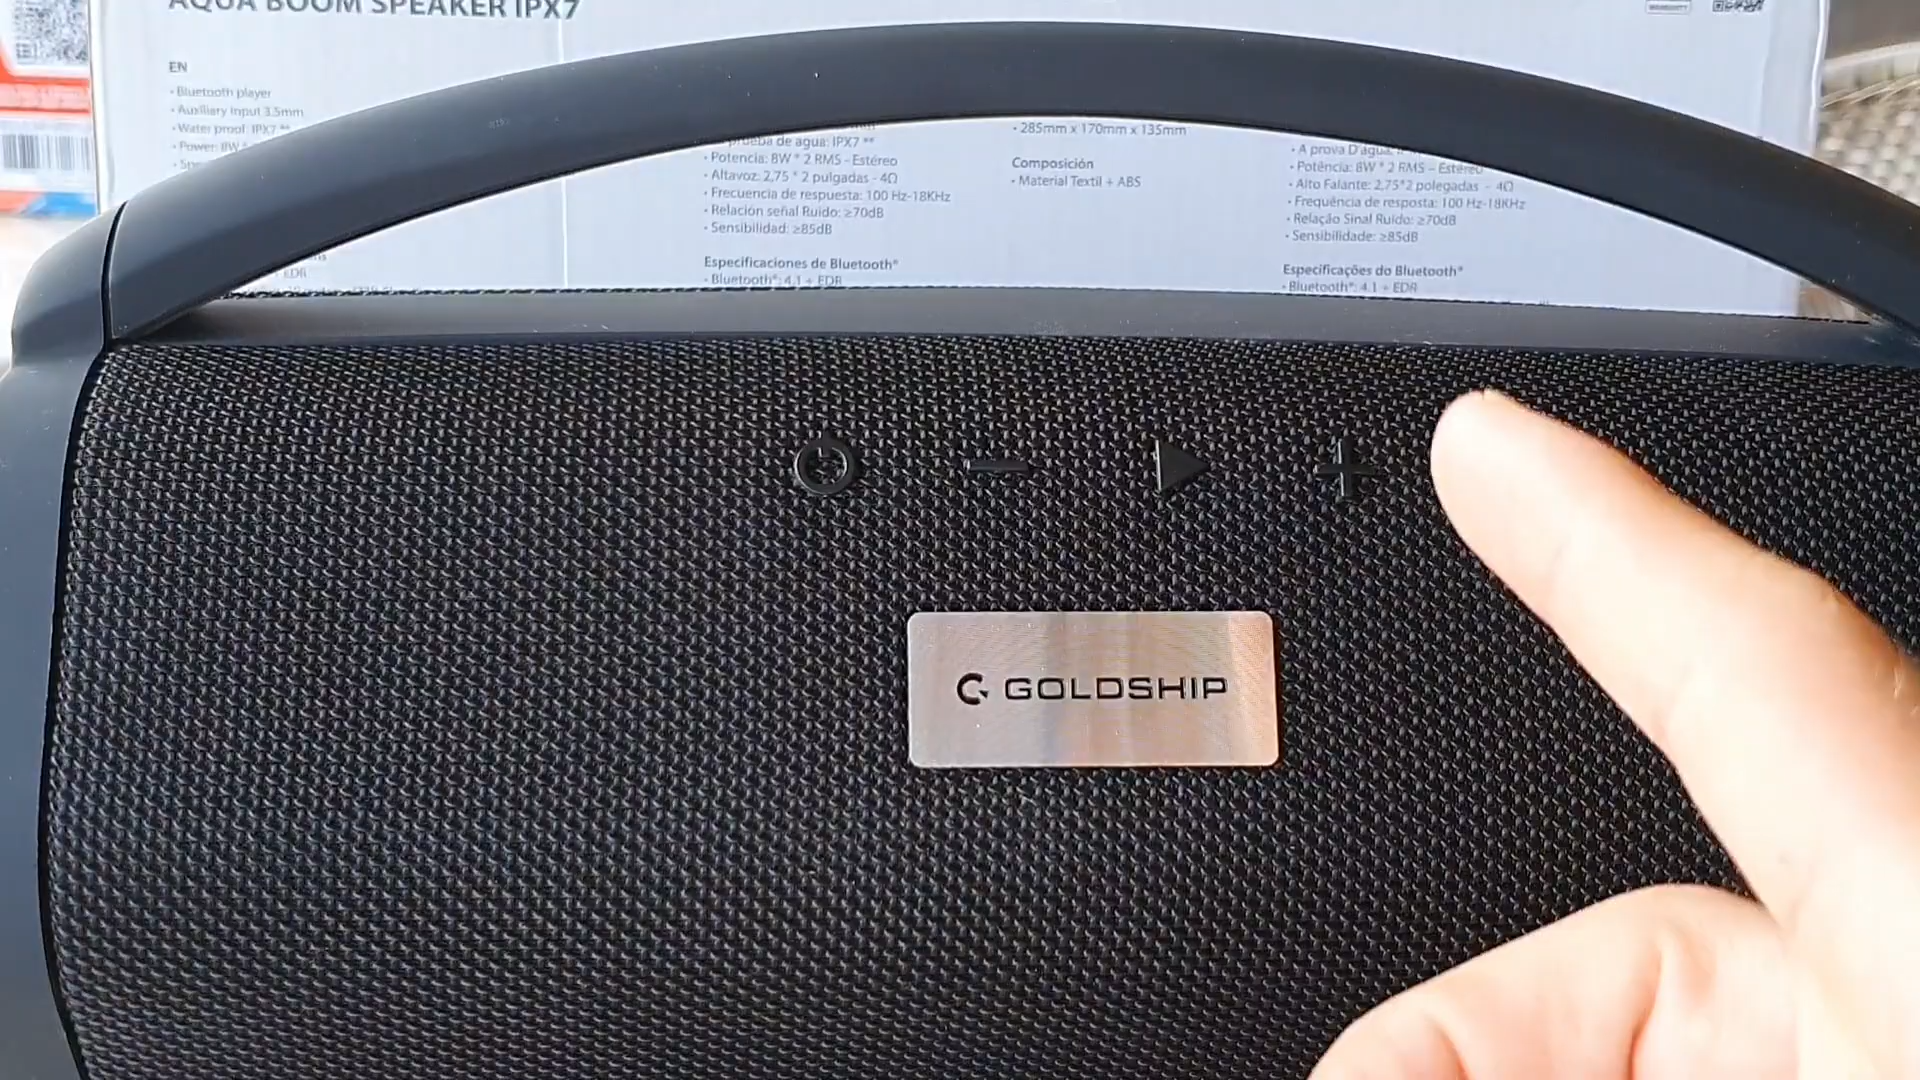 AQUA BOOM SPEAKER IPX7
EN
• Bluetooth player
• Auxiliary Input 3.5mm
• Water proof: IPX7 **
• Power: 8W *
+ EDR
de agua: IPX7 **
• Potencia: 8W * 2 RMS - Estéreo
• Altavoz: 2,75 * 2 pulgadas - 4Ω
• Frecuencia de respuesta: 100 Hz-18KHz
• Relación señal Ruido: ≥70dB
• Sensibilidad: ≥85dB
Especificaciones de Bluetooth®
• Bluetooth®: 4.1 + EDR
• 285mm x 170mm x 135mm
Composición
• Material Textil + ABS
• A prova D'água:
• Potência: 8W * 2 RMS - Estéreo
• Alto Falante: 2,75*2 polegadas - 4Ω
• Frequência de resposta: 100 Hz-18KHz
• Relação Sinal Ruído: ≥70dB
• Sensibilidade: ≥85dB
Especificações do Bluetooth®
• Bluetooth®: 4.1 + EDR
GOLDSHIP